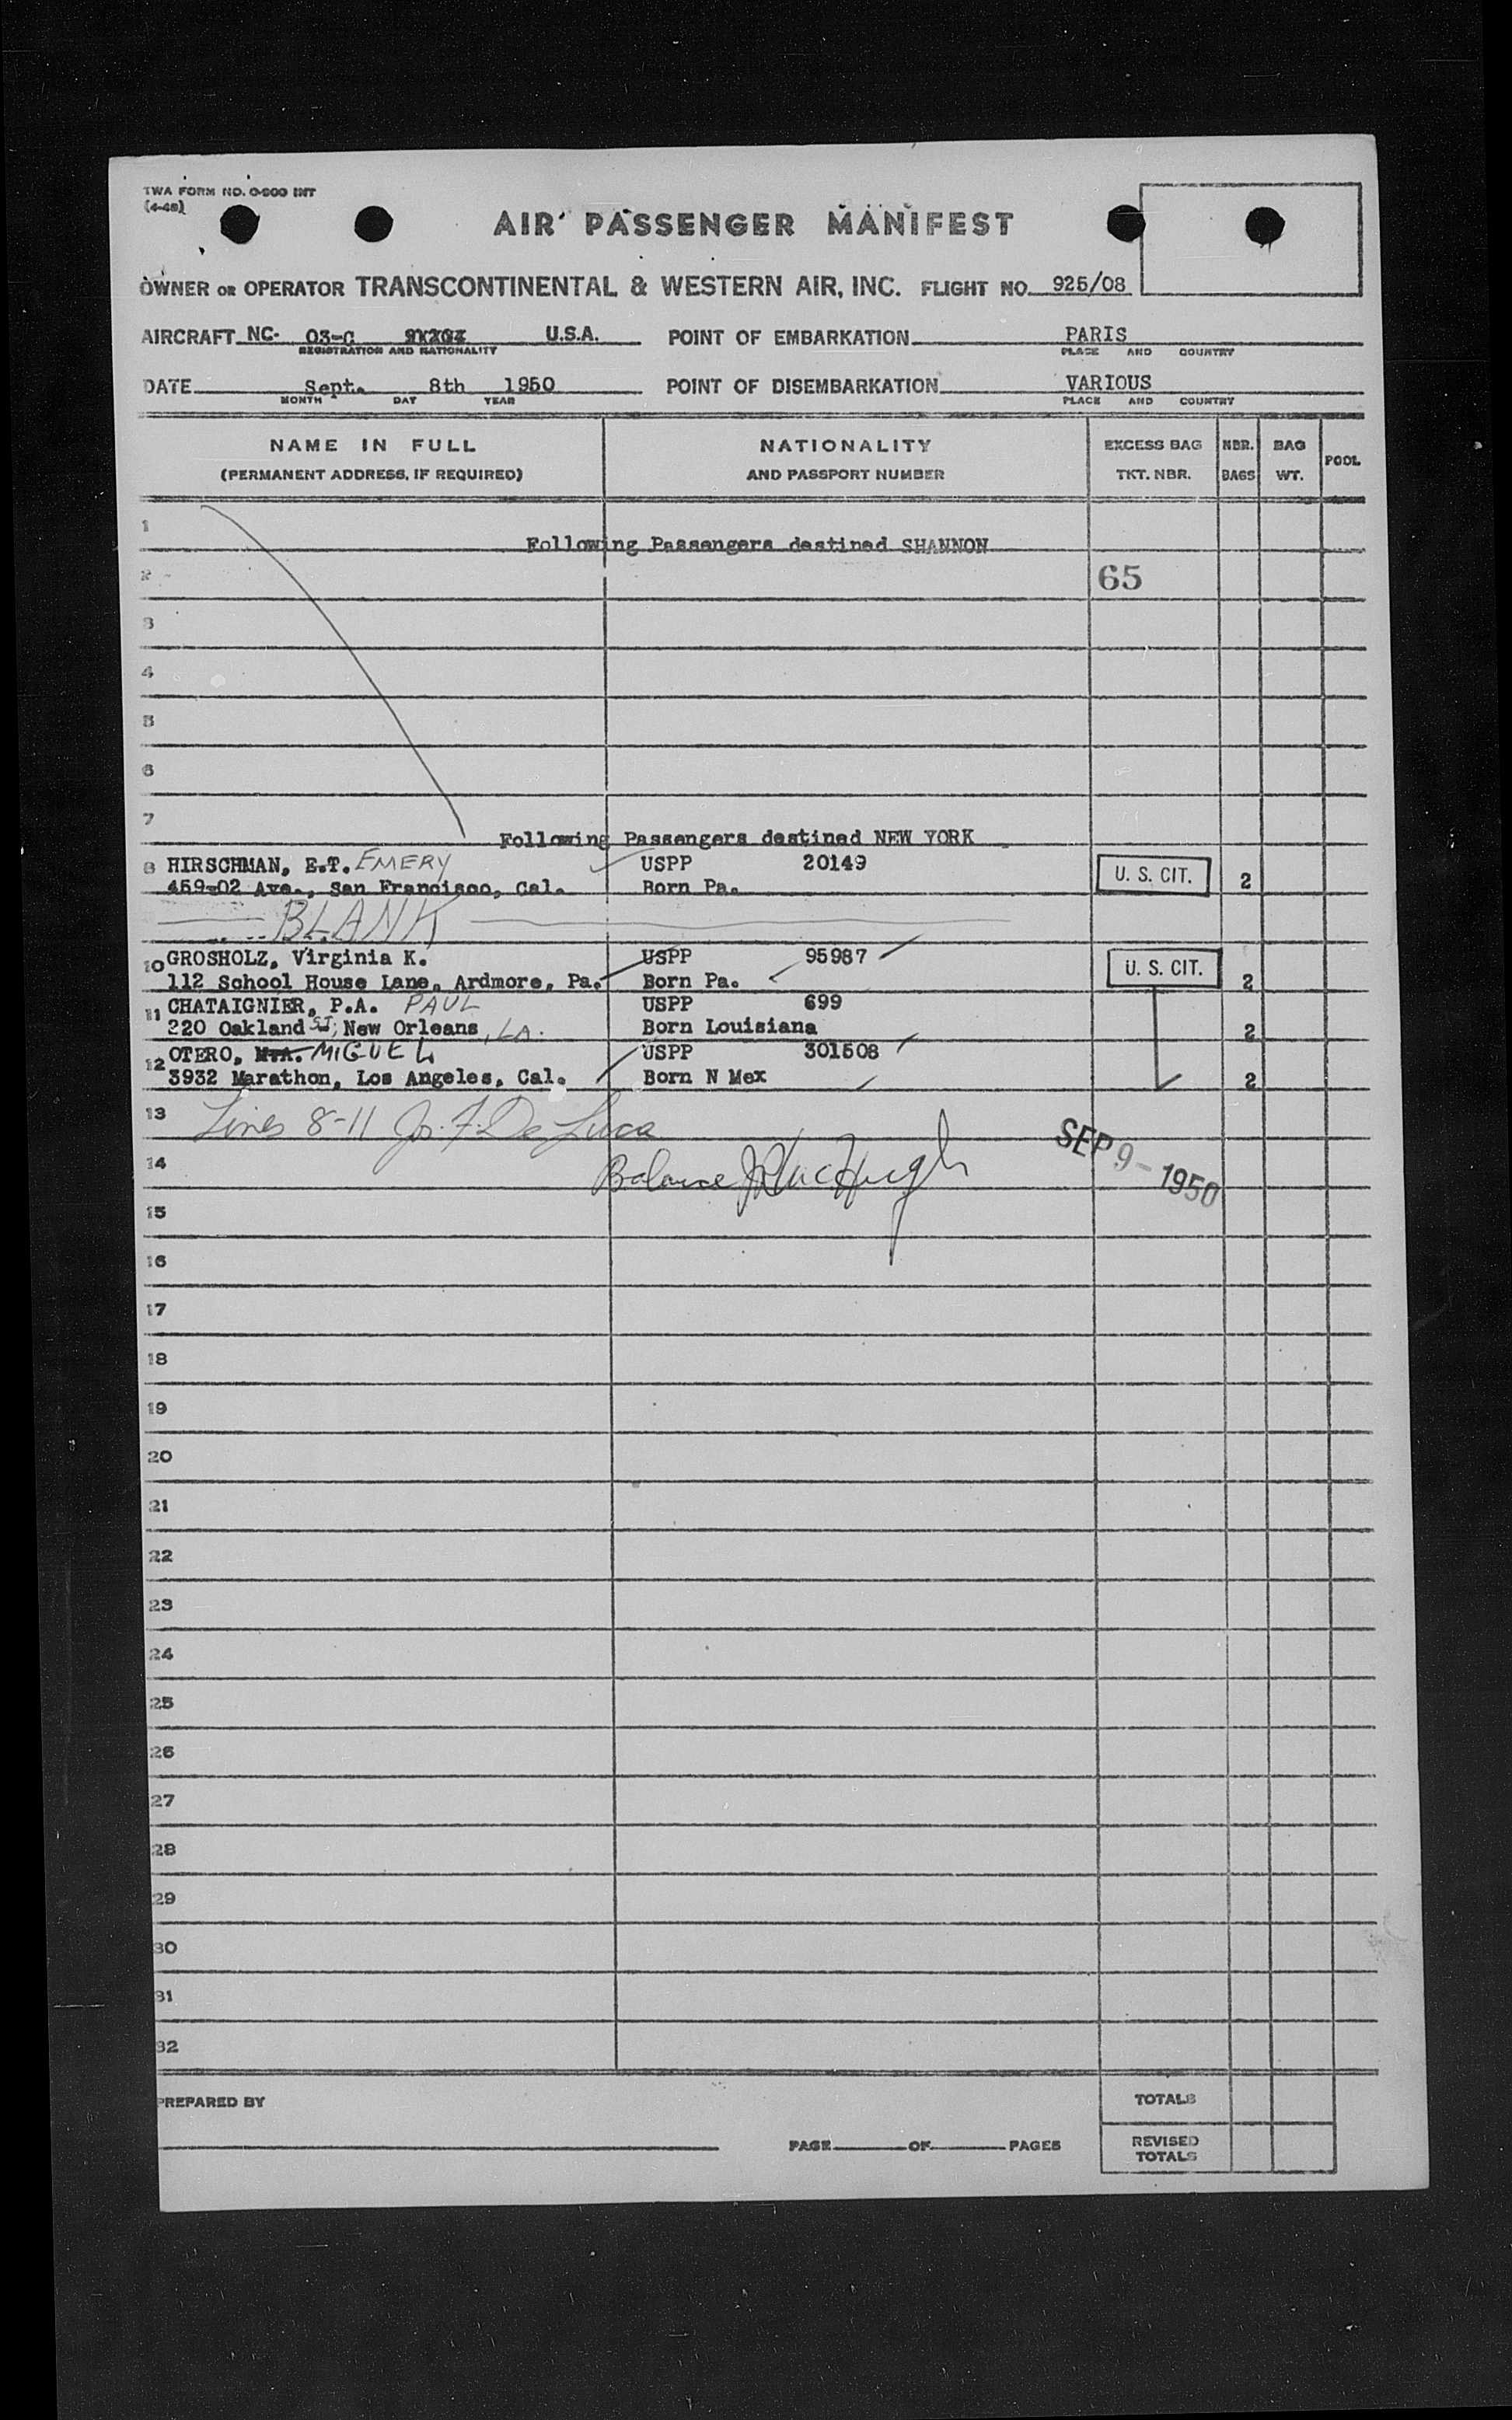 TWA FORM NO. O-900 INT
(4-48)
AIR PASSENGER MANIFEST
OWNER OR OPERATOR TRANSCONTINENTAL & WESTERN AIR, INC. FLIGHT NO. 925/08
AIRCRAFT NC- 03-C U.S.A. POINT OF EMBARKATION PARIS
REGISTRATION AND NATIONALITY PLACE AND COUNTRY
DATE Sept. 8th 1950 POINT OF DISEMBARKATION VARIOUS
MONTH DAY YEAR PLACE AND COUNTRY
NAME IN FULL NATIONALITY EXCESS BAG NBR. BAG POOL
(PERMANENT ADDRESS, IF REQUIRED) AND PASSPORT NUMBER TKT. NBR. BAGS WT.
1
Following Passengers destined SHANNON
2 65
3
4
5
6
7
Following Passengers destined NEW YORK
8 HIRSCHMAN, E.T. EMERY USPP 20149 U. S. CIT.
459-02 Ave., San Francisco, Cal. Born Pa. 2
BLANK
10 GROSHOLZ, Virginia K. USPP 95987 U. S. CIT.
112 School House Lane, Ardmore, Pa. Born Pa. 2
11 CHATAIGNIER, P.A. PAUL USPP 699
220 Oakland ST; New Orleans, LA. Born Louisiana 2
12 OTERO, M.A. MIGUEL USPP 301508
3932 Marathon, Los Angeles, Cal. Born N Mex 2
13 Lines 8-11 Jos. F. De Luca
SEP 9 - 1950
14 Balance McHugh
15
16
17
18
19
20
21
22
23
24
25
26
27
28
29
30
31
32
PREPARED BY TOTALS
PAGE OF PAGES REVISED
TOTALS